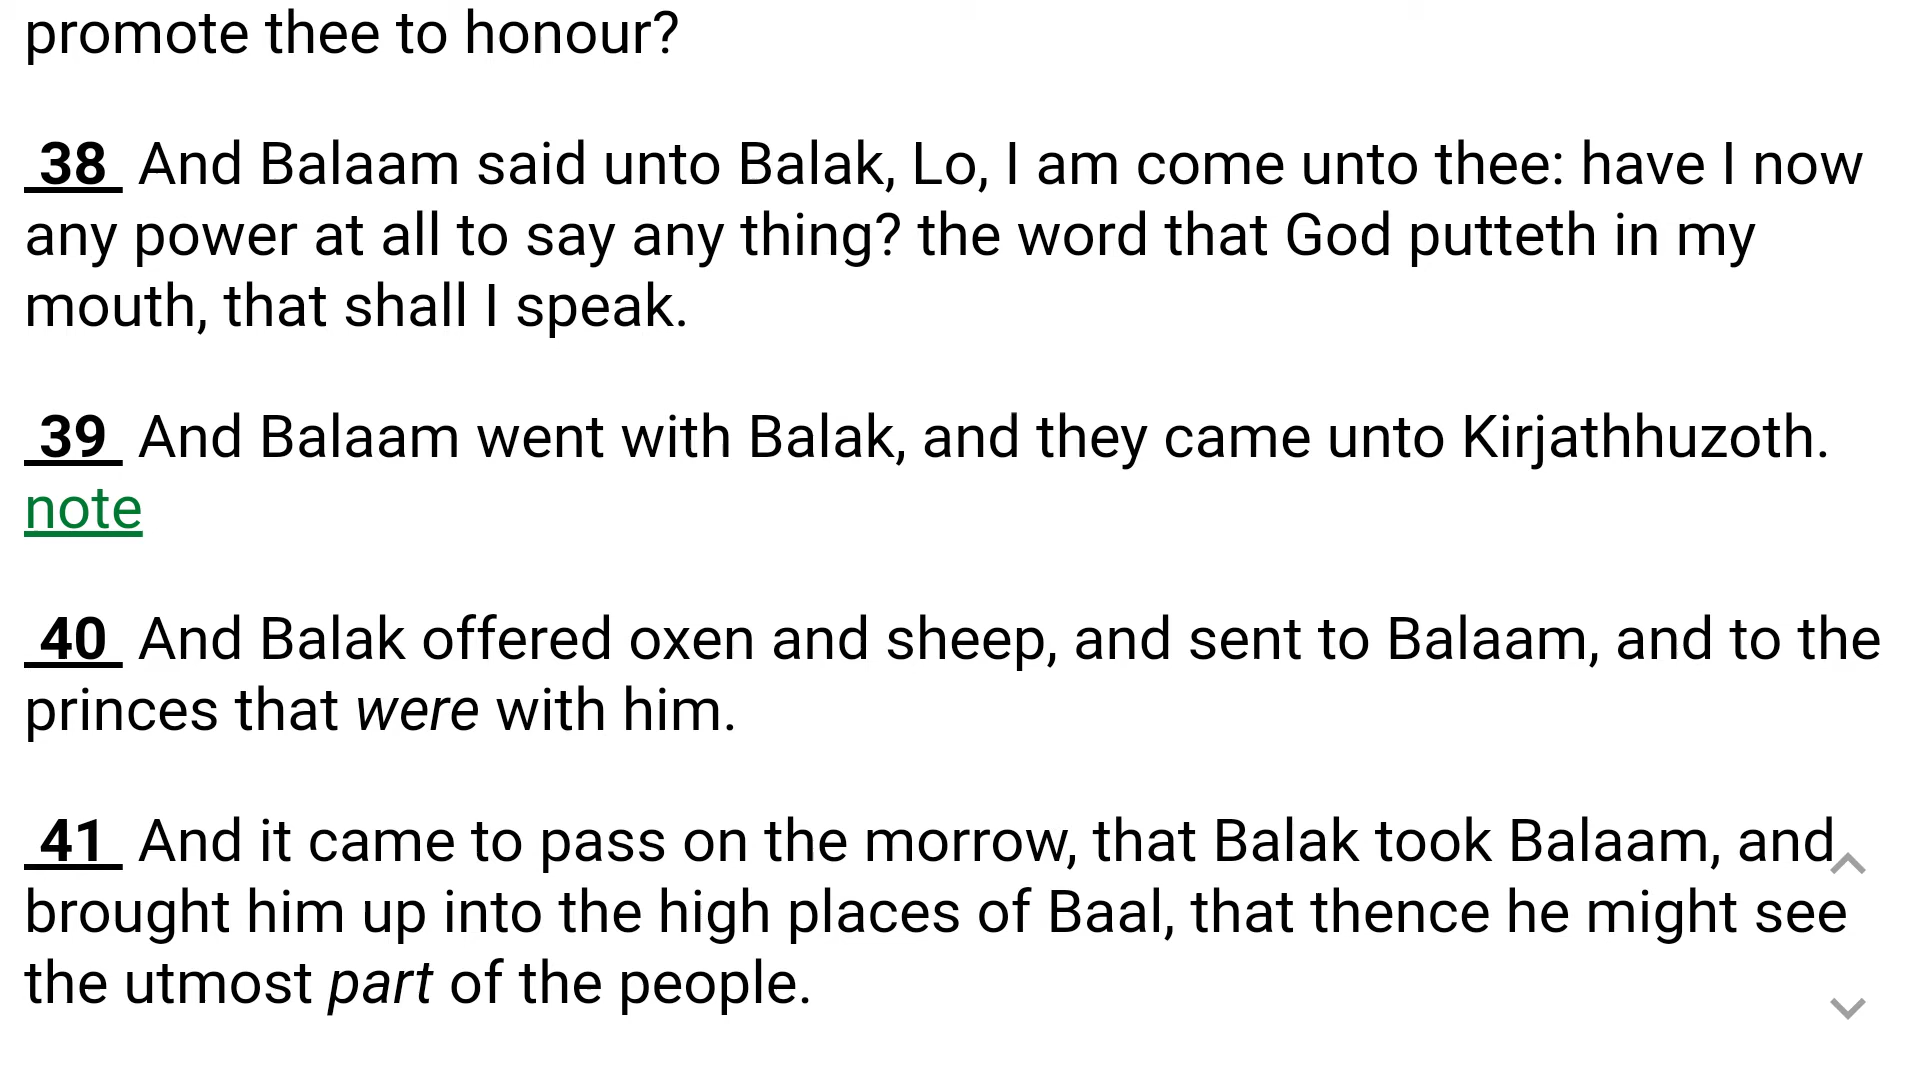 promote thee to honour?
38 And Balaam said unto Balak, Lo, I am come unto thee: have I now
any power at all to say any thing? the word that God putteth in my
mouth, that shall I speak.
39 And Balaam went with Balak, and they came unto Kirjathhuzoth.
note
40 And Balak offered oxen and sheep, and sent to Balaam, and to the
princes that were with him.
41 And it came to pass on the morrow, that Balak took Balaam, and
brought him up into the high places of Baal, that thence he might see
the utmost part of the people.